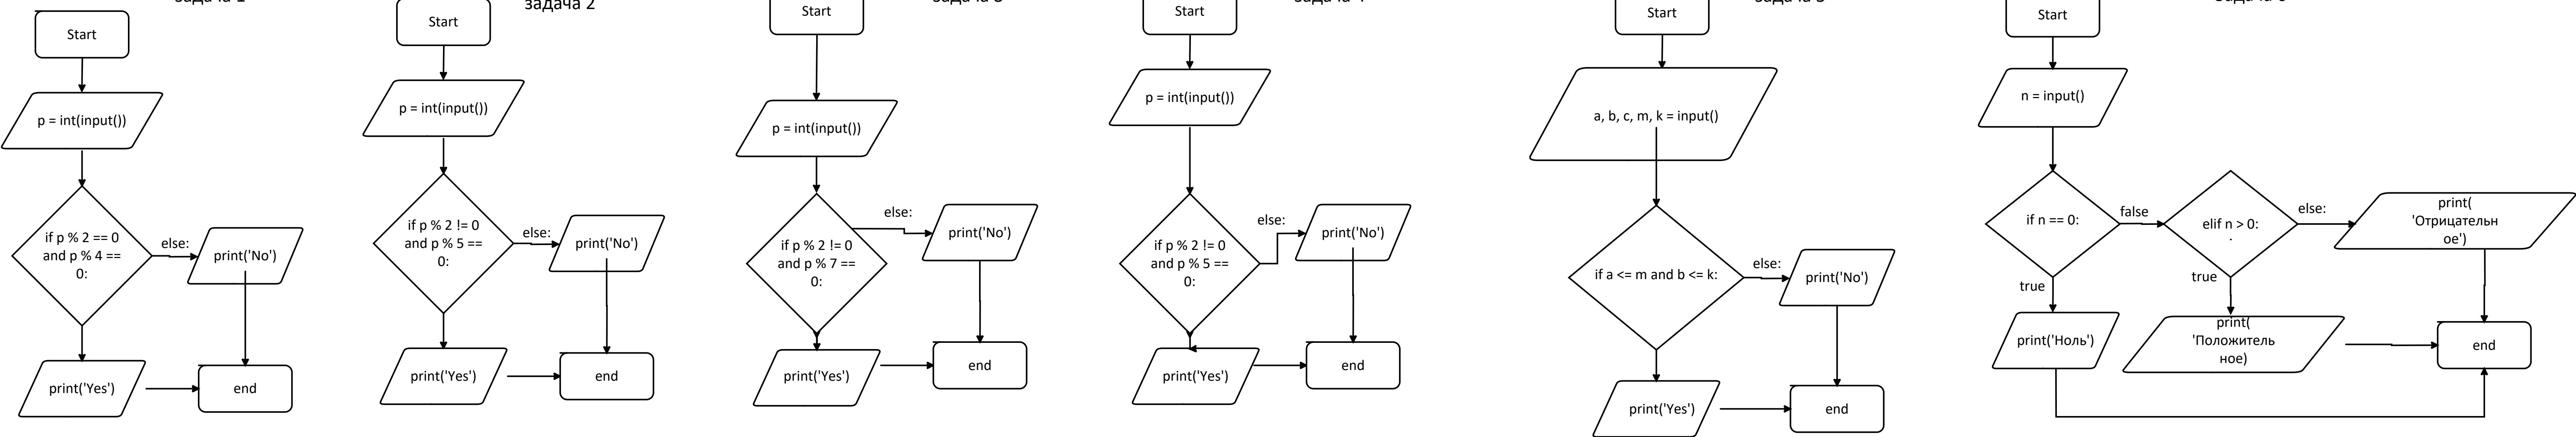 задача 2
Start
p = int(input())
if p % 2 == 0
and p % 4 ==
0:
else:
print('No')
print('Yes')
end
Start
p = int(input())
if p % 2 != 0
and p % 5 ==
0:
else:
print('No')
print('Yes')
end
Start
p = int(input())
if p % 2 != 0
and p % 7 ==
0:
else:
print('No')
print('Yes')
end
Start
p = int(input())
if p % 2 != 0
and p % 5 ==
0:
else:
print('No')
print('Yes')
end
Start
a, b, c, m, k = input()
if a <= m and b <= k:
else:
print('No')
print('Yes')
end
Start
n = input()
if n == 0:
false
elif n > 0:
.
else:
print(
'Отрицательн
ое')
true
true
print('Ноль')
print(
'Положитель
ное)
end